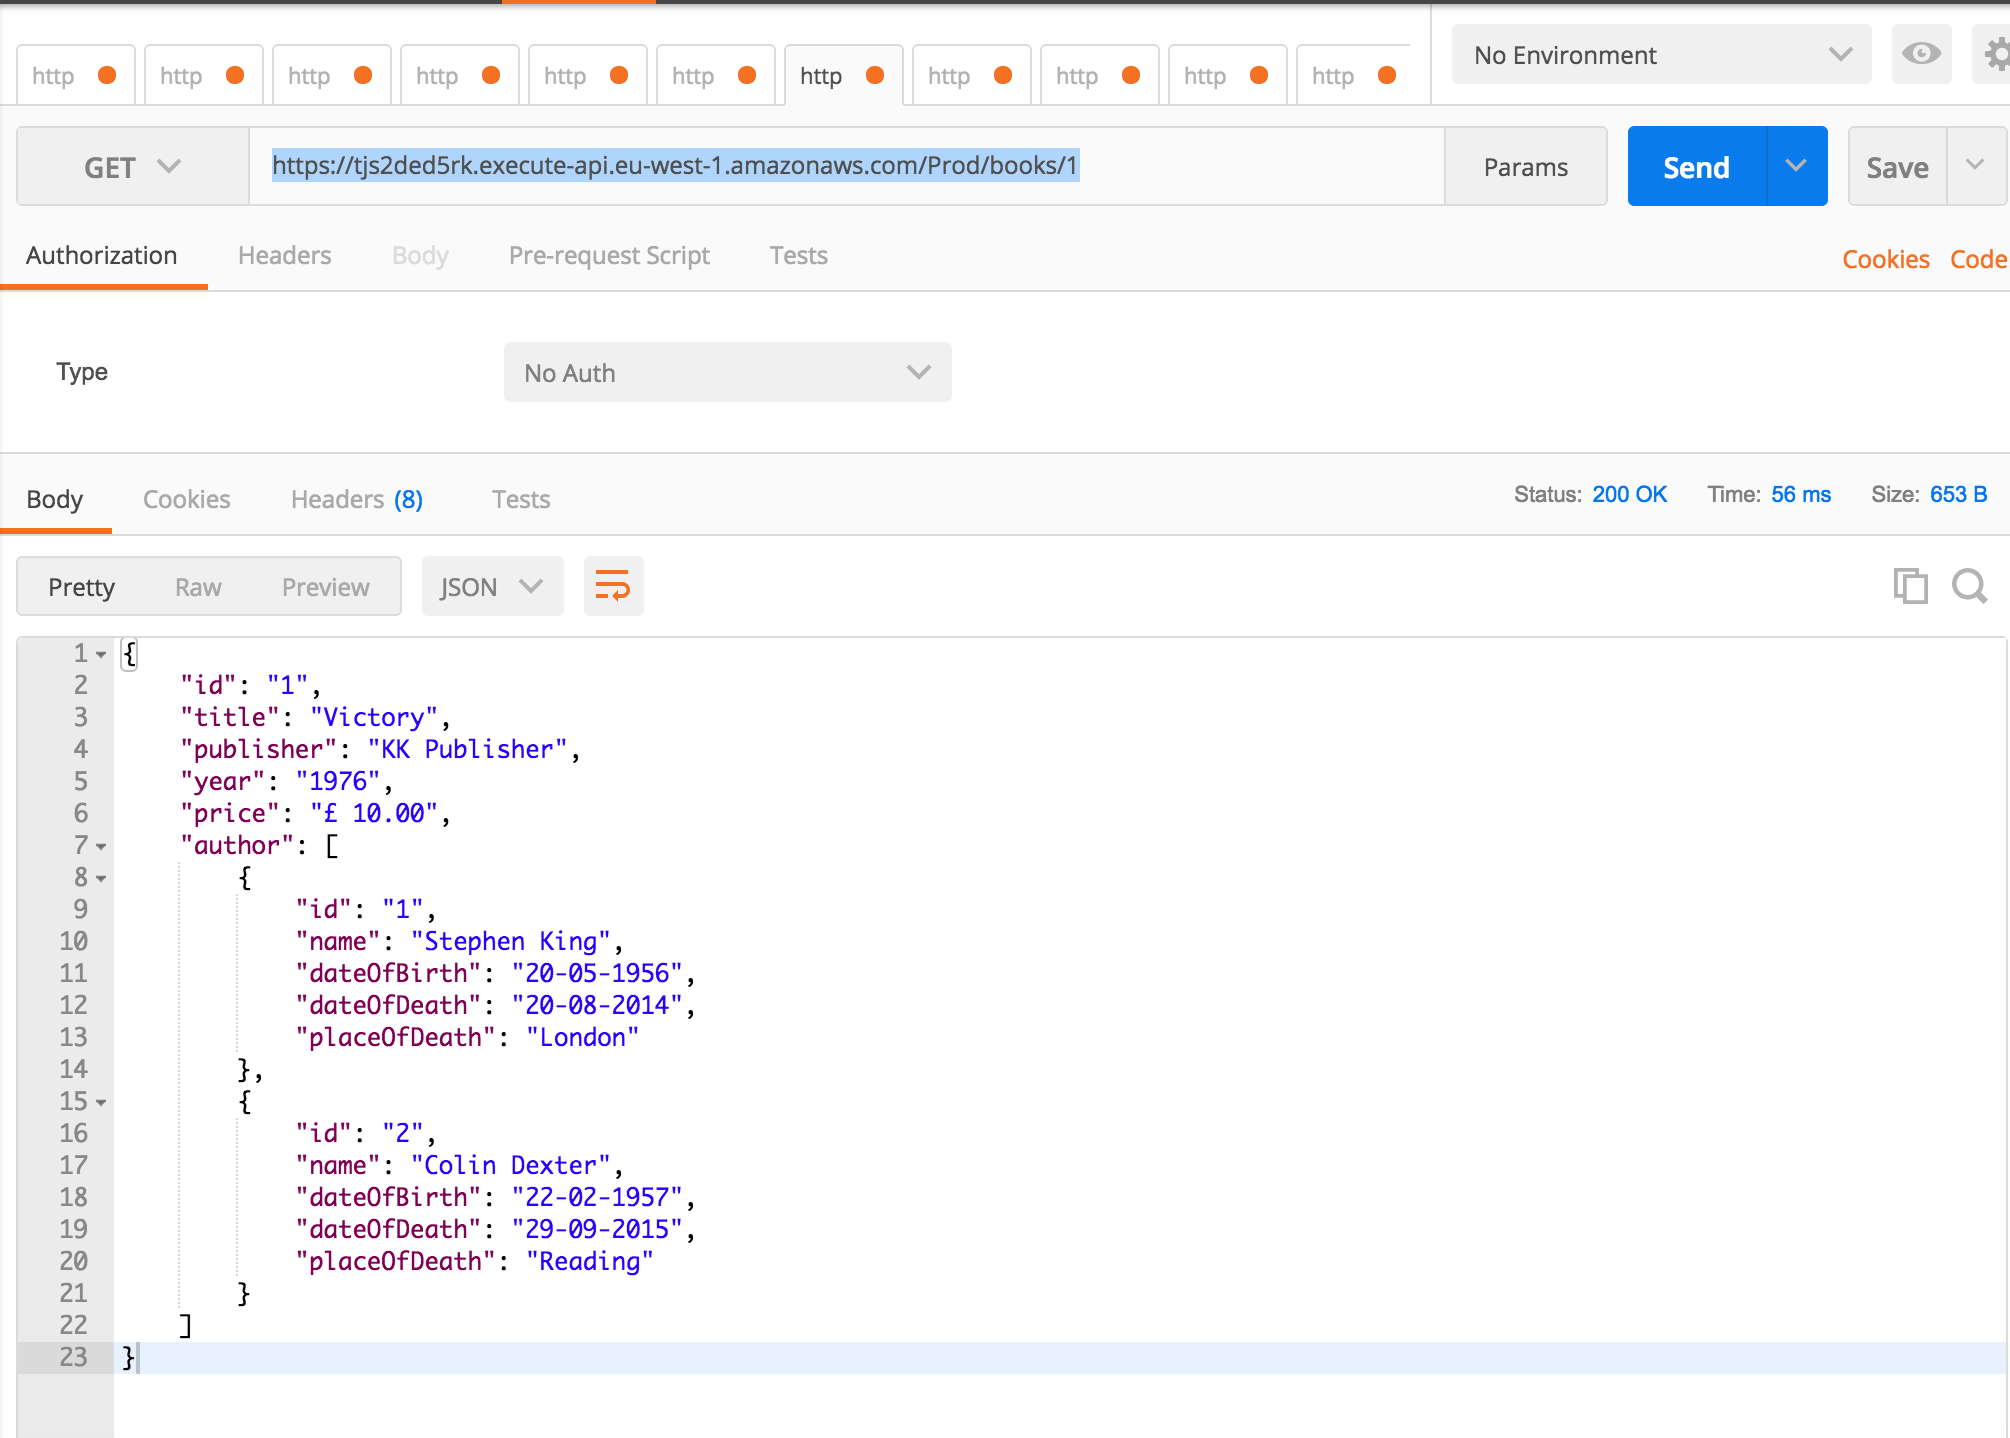 http http http http http http http http http http http No Environment
GET https://tjs2ded5rk.execute-api.eu-west-1.amazonaws.com/Prod/books/1 Params Send Save
Authorization Headers Body Pre-request Script Tests Cookies Code
Type No Auth
Body Cookies Headers (8) Tests Status: 200 OK Time: 56 ms Size: 653 B
Pretty Raw Preview JSON
1 {
2 "id": "1",
3 "title": "Victory",
4 "publisher": "KK Publisher",
5 "year": "1976",
6 "price": "£ 10.00",
7 "author": [
8 {
9 "id": "1",
10 "name": "Stephen King",
11 "dateOfBirth": "20-05-1956",
12 "dateOfDeath": "20-08-2014",
13 "placeOfDeath": "London"
14 },
15 {
16 "id": "2",
17 "name": "Colin Dexter",
18 "dateOfBirth": "22-02-1957",
19 "dateOfDeath": "29-09-2015",
20 "placeOfDeath": "Reading"
21 }
22 ]
23 }